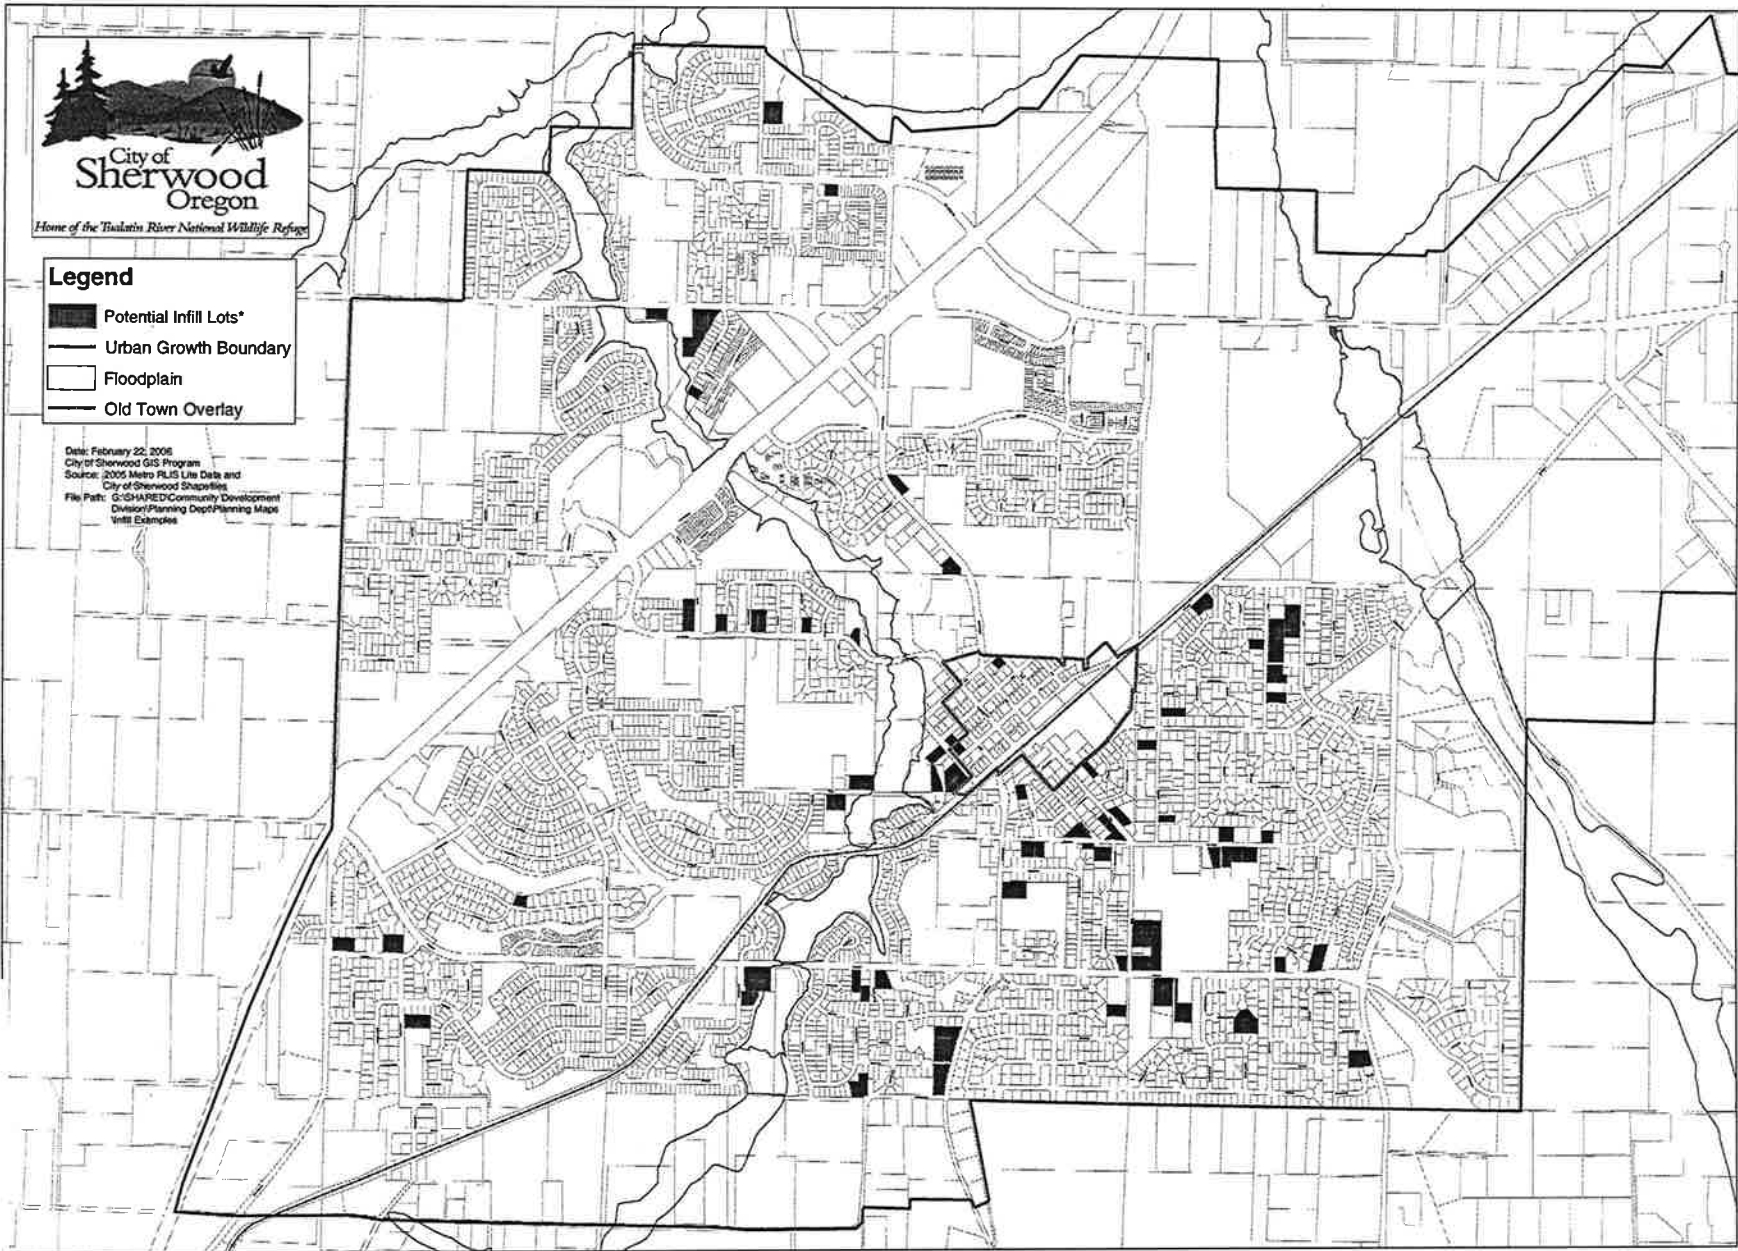 City of
Sherwood
Oregon
Home of the Tualatin River National Wildlife Refuge
Legend
Potential Infill Lots*
Urban Growth Boundary
Floodplain
Old Town Overlay
Date: February 22, 2006
City of Sherwood GIS Program
Source: 2005 Metro RLIS Lite Data and
City of Sherwood Shapefiles
File Path: G:\SHARED\Community Development
Division\Planning Dept\Planning Maps
\Infill Examples